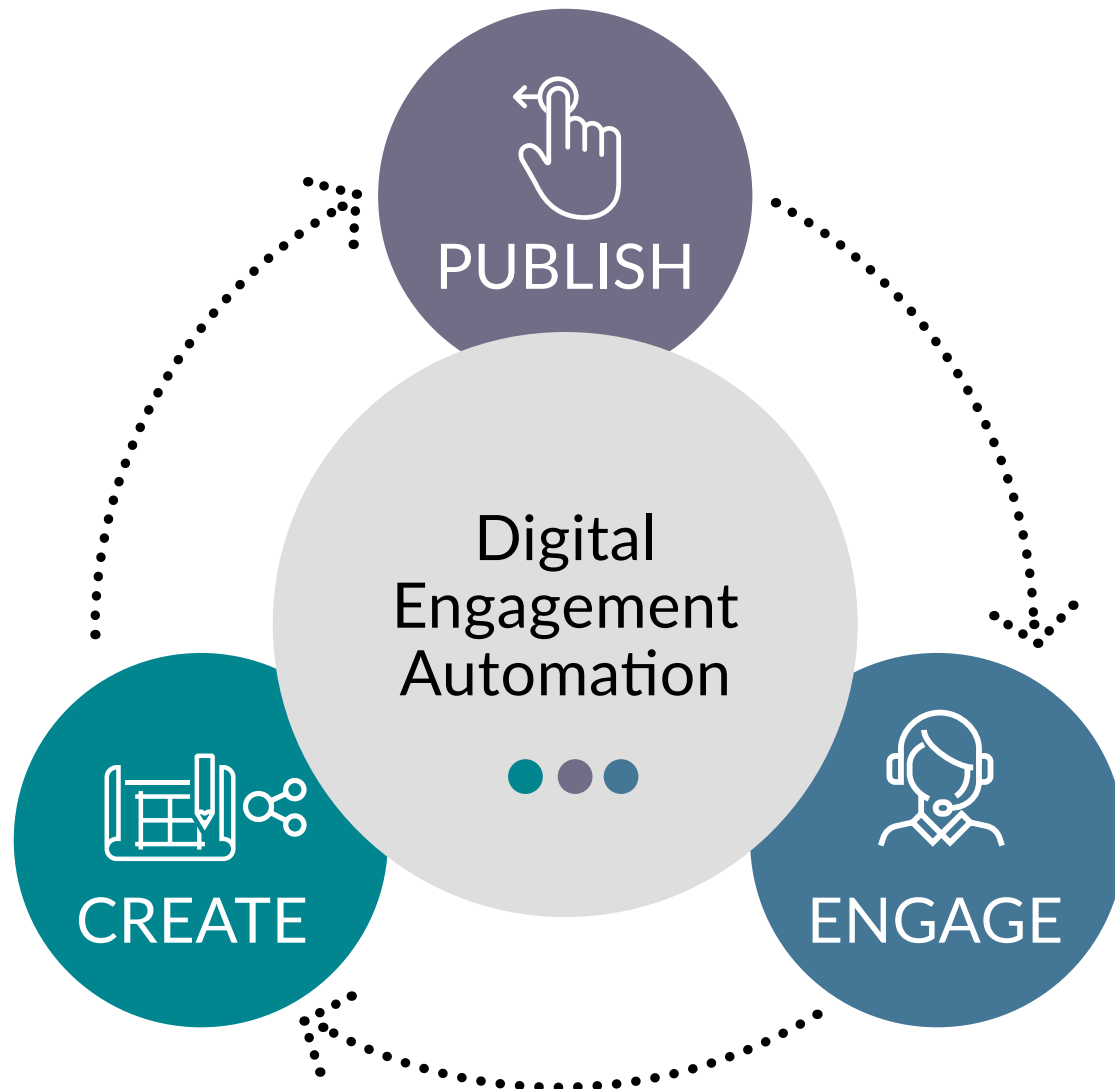 PUBLISH
Digital
Engagement
Automation
CREATE
ENGAGE